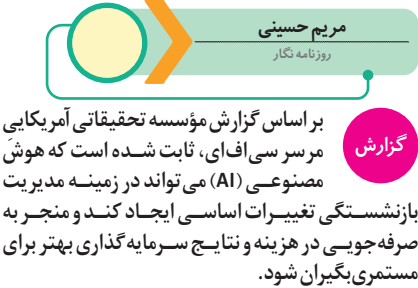 مریم حسینی
روزنامه نگار
گزارش
بر اساس گزارش مؤسسه تحقیقاتی آمریکایی
مرسر سی‌اف‌ای، ثابت شده است که هوش
مصنوعی (AI) می‌تواند در زمینه مدیریت
بازنشستگی تغییرات اساسی ایجاد کند و منجر به
صرفه‌جویی در هزینه و نتایج سرمایه‌گذاری بهتر برای
مستمری‌بگیران شود.